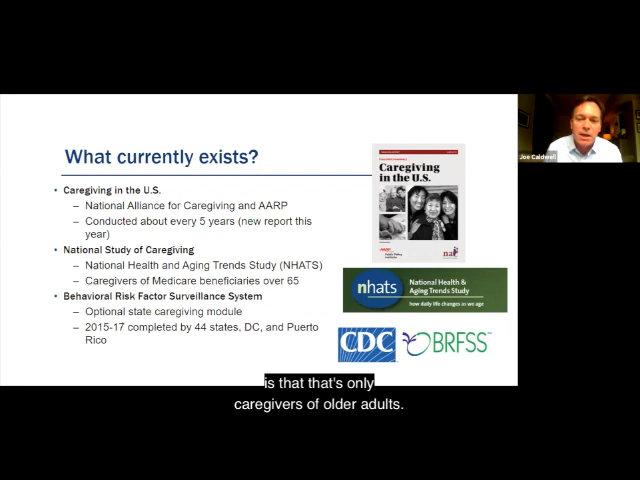 What currently exists?
• Caregiving in the U.S.
– National Alliance for Caregiving and AARP
– Conducted about every 5 years (new report this
year)
• National Study of Caregiving
– National Health and Aging Trends Study (NHATS)
– Caregivers of Medicare beneficiaries over 65
• Behavioral Risk Factor Surveillance System
– Optional state caregiving module
– 2015-17 completed by 44 states, DC, and Puerto
Rico
Caregiving
in the U.S.
AARP
nac
nhats
National Health &
Aging Trends Study
how daily life changes as we age
CDC
BRFSS
Joe Caldwell
is that that's only
caregivers of older adults.